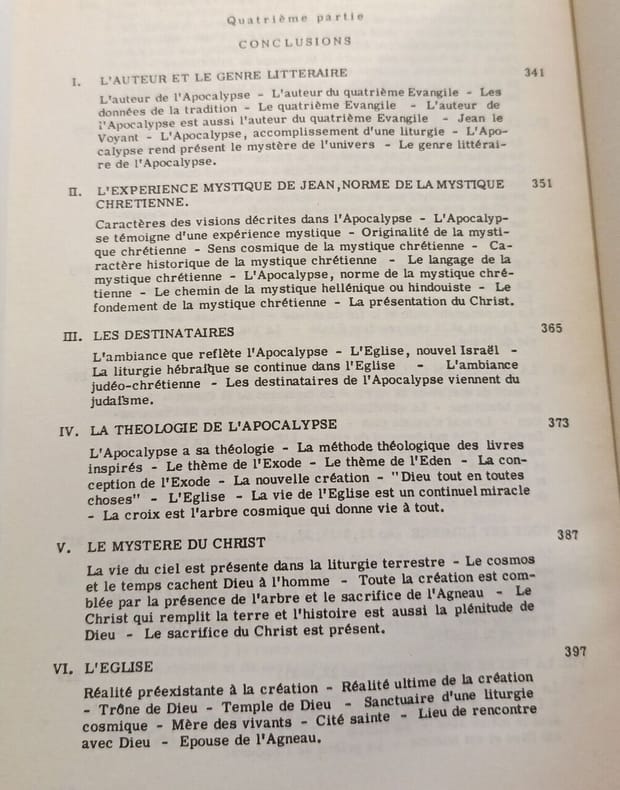 Quatrième partie
CONCLUSIONS
I. L'AUTEUR ET LE GENRE LITTERAIRE 341
L'auteur de l'Apocalypse - L'auteur du quatrième Evangile - Les
données de la tradition - Le quatrième Evangile - L'auteur de
l'Apocalypse est aussi l'auteur du quatrième Evangile - Jean le
Voyant - L'Apocalypse, accomplissement d'une liturgie - L'Apo-
calypse rend présent le mystère de l'univers - Le genre littérai-
re de l'Apocalypse.
II. L'EXPERIENCE MYSTIQUE DE JEAN, NORME DE LA MYSTIQUE 351
CHRETIENNE.
Caractères des visions décrites dans l'Apocalypse - L'Apocalyp-
se témoigne d'une expérience mystique - Originalité de la mysti-
que chrétienne - Sens cosmique de la mystique chrétienne - Ca-
ractère historique de la mystique chrétienne - Le langage de la
mystique chrétienne - L'Apocalypse, norme de la mystique chré-
tienne - Le chemin de la mystique hellénique ou hindouiste - Le
fondement de la mystique chrétienne - La présentation du Christ.
III. LES DESTINATAIRES 365
L'ambiance que reflète l'Apocalypse - L'Eglise, nouvel Israël -
La liturgie hébraïque se continue dans l'Eglise - L'ambiance
judéo-chrétienne - Les destinataires de l'Apocalypse viennent du
judaïsme.
IV. LA THEOLOGIE DE L'APOCALYPSE 373
L'Apocalypse a sa théologie - La méthode théologique des livres
inspirés - Le thème de l'Exode - Le thème de l'Eden - La con-
ception de l'Exode - La nouvelle création - "Dieu tout en toutes
choses" - L'Eglise - La vie de l'Eglise est un continuel miracle
- La croix est l'arbre cosmique qui donne vie à tout.
V. LE MYSTERE DU CHRIST 387
La vie du ciel est présente dans la liturgie terrestre - Le cosmos
et le temps cachent Dieu à l'homme - Toute la création est com-
blée par la présence de l'arbre et le sacrifice de l'Agneau - Le
Christ qui remplit la terre et l'histoire est aussi la plénitude de
Dieu - Le sacrifice du Christ est présent.
VI. L'EGLISE 397
Réalité préexistante à la création - Réalité ultime de la création
- Trône de Dieu - Temple de Dieu - Sanctuaire d'une liturgie
cosmique - Mère des vivants - Cité sainte - Lieu de rencontre
avec Dieu - Epouse de l'Agneau.